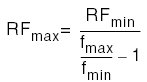 RFmax = RFmin
fmax
fmin − 1